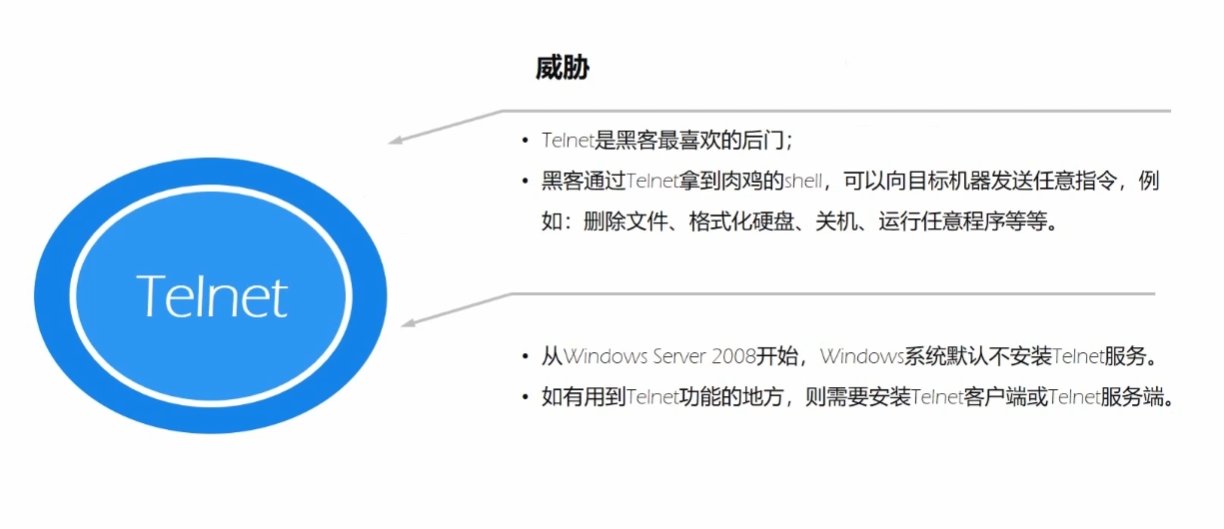 威胁
• Telnet是黑客最喜欢的后门；
• 黑客通过Telnet拿到肉鸡的shell，可以向目标机器发送任意指令，例
如：删除文件、格式化硬盘、关机、运行任意程序等等。
Telnet
• 从Windows Server 2008开始，Windows系统默认不安装Telnet服务。
• 如有用到Telnet功能的地方，则需要安装Telnet客户端或Telnet服务端。